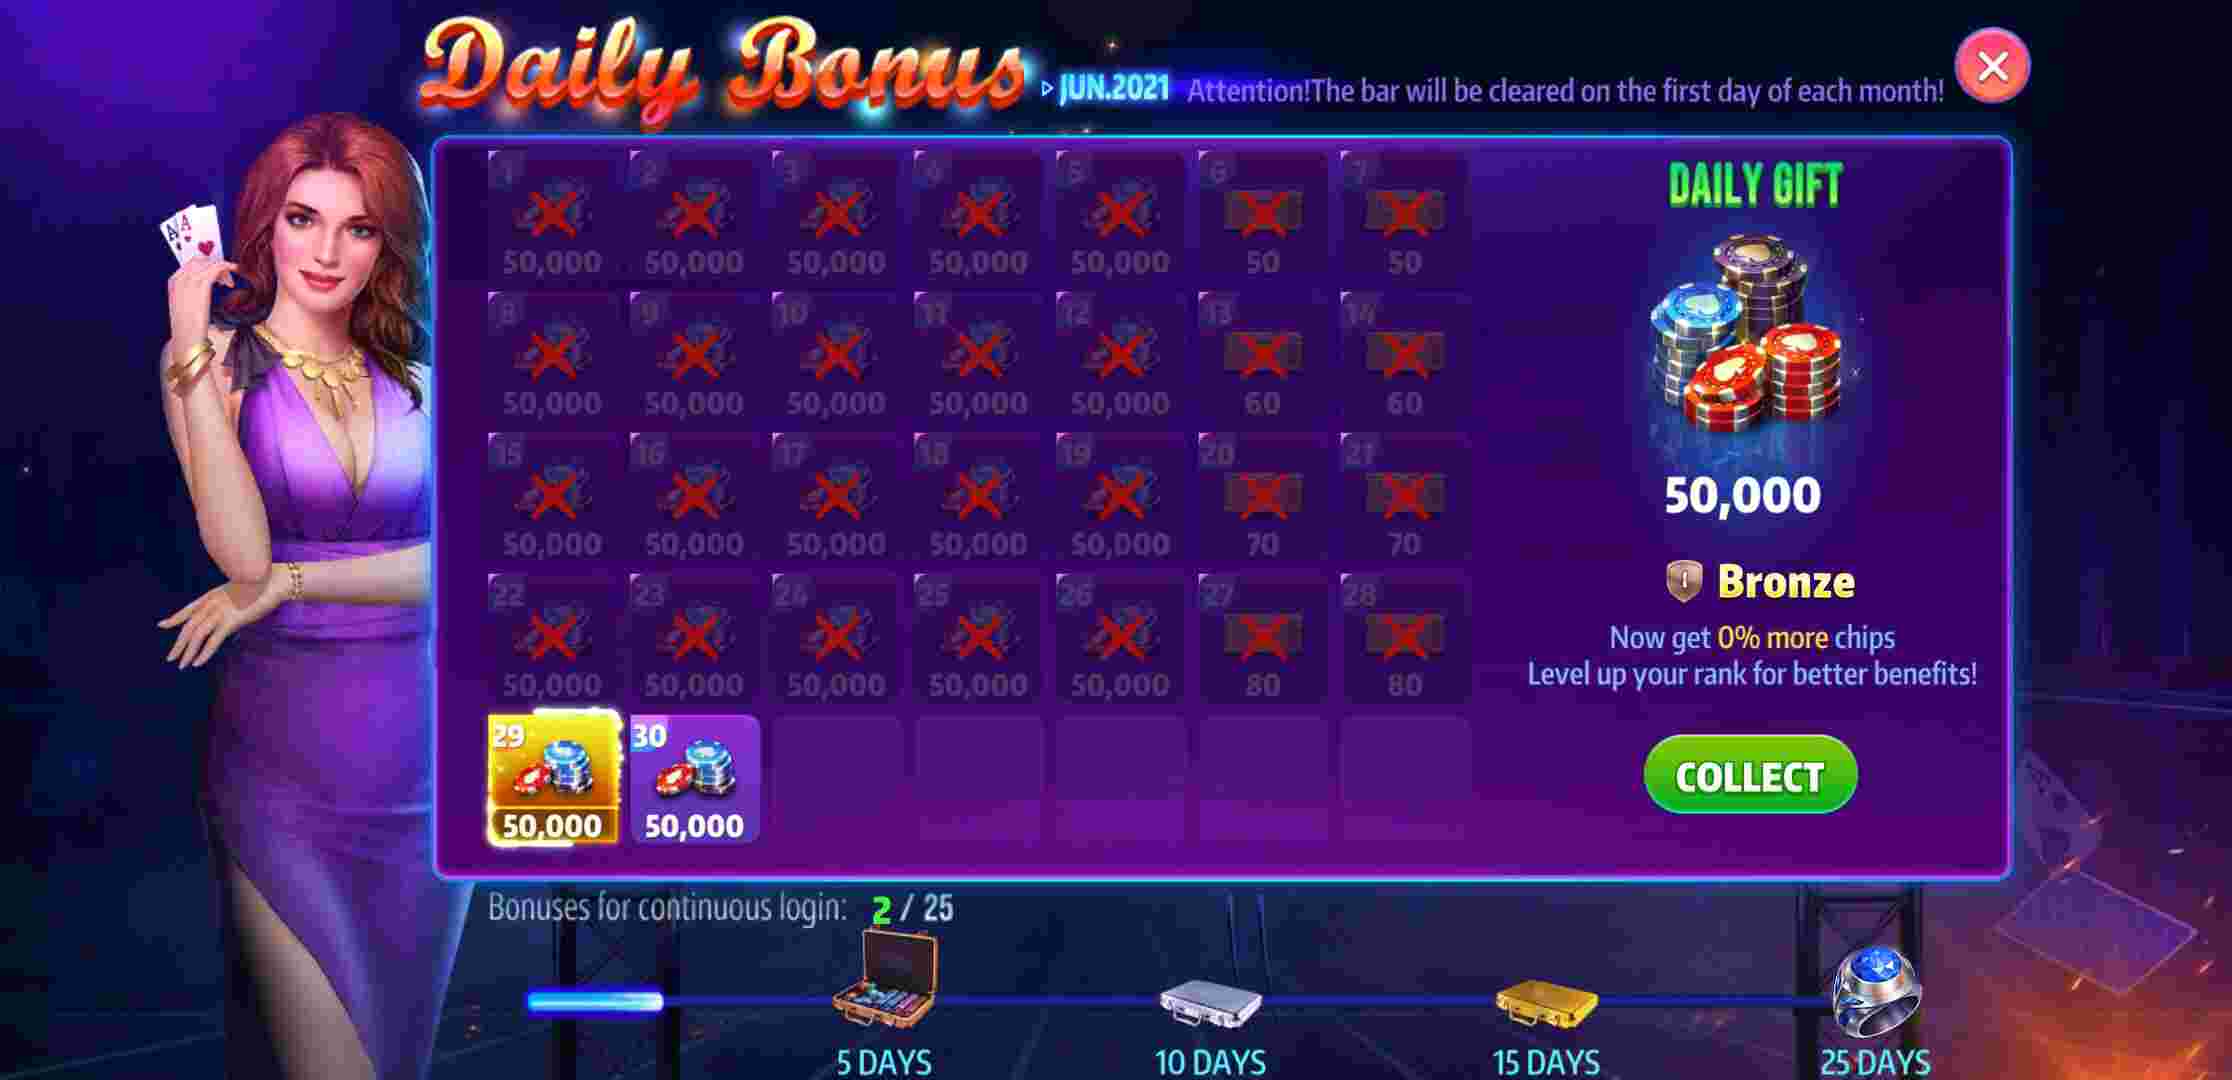 Daily Bonus
JUN.2021
Attention!The bar will be cleared on the first day of each month!
1 2 3 4 5 6 7
50,000 50,000 50,000 50,000 50,000 50 50
8 9 10 11 12 13 14
50,000 50,000 50,000 50,000 50,000 60 60
15 16 17 18 19 20 21
50,000 50,000 50,000 50,000 50,000 70 70
22 23 24 25 26 27 28
50,000 50,000 50,000 50,000 50,000 80 80
29 30
50,000 50,000
DAILY GIFT
50,000
Bronze
Now get 0% more chips
Level up your rank for better benefits!
COLLECT
Bonuses for continuous login: 2 / 25
5 DAYS
10 DAYS
15 DAYS
25 DAYS
A A